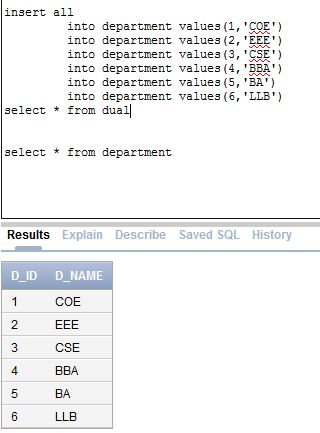 insert all
into department values(1,'COE')
into department values(2,'EEE')
into department values(3,'CSE')
into department values(4,'BBA')
into department values(5,'BA')
into department values(6,'LLB')
select * from dual
select * from department
Results Explain Describe Saved SQL History
D_ID D_NAME
1 COE
2 EEE
3 CSE
4 BBA
5 BA
6 LLB